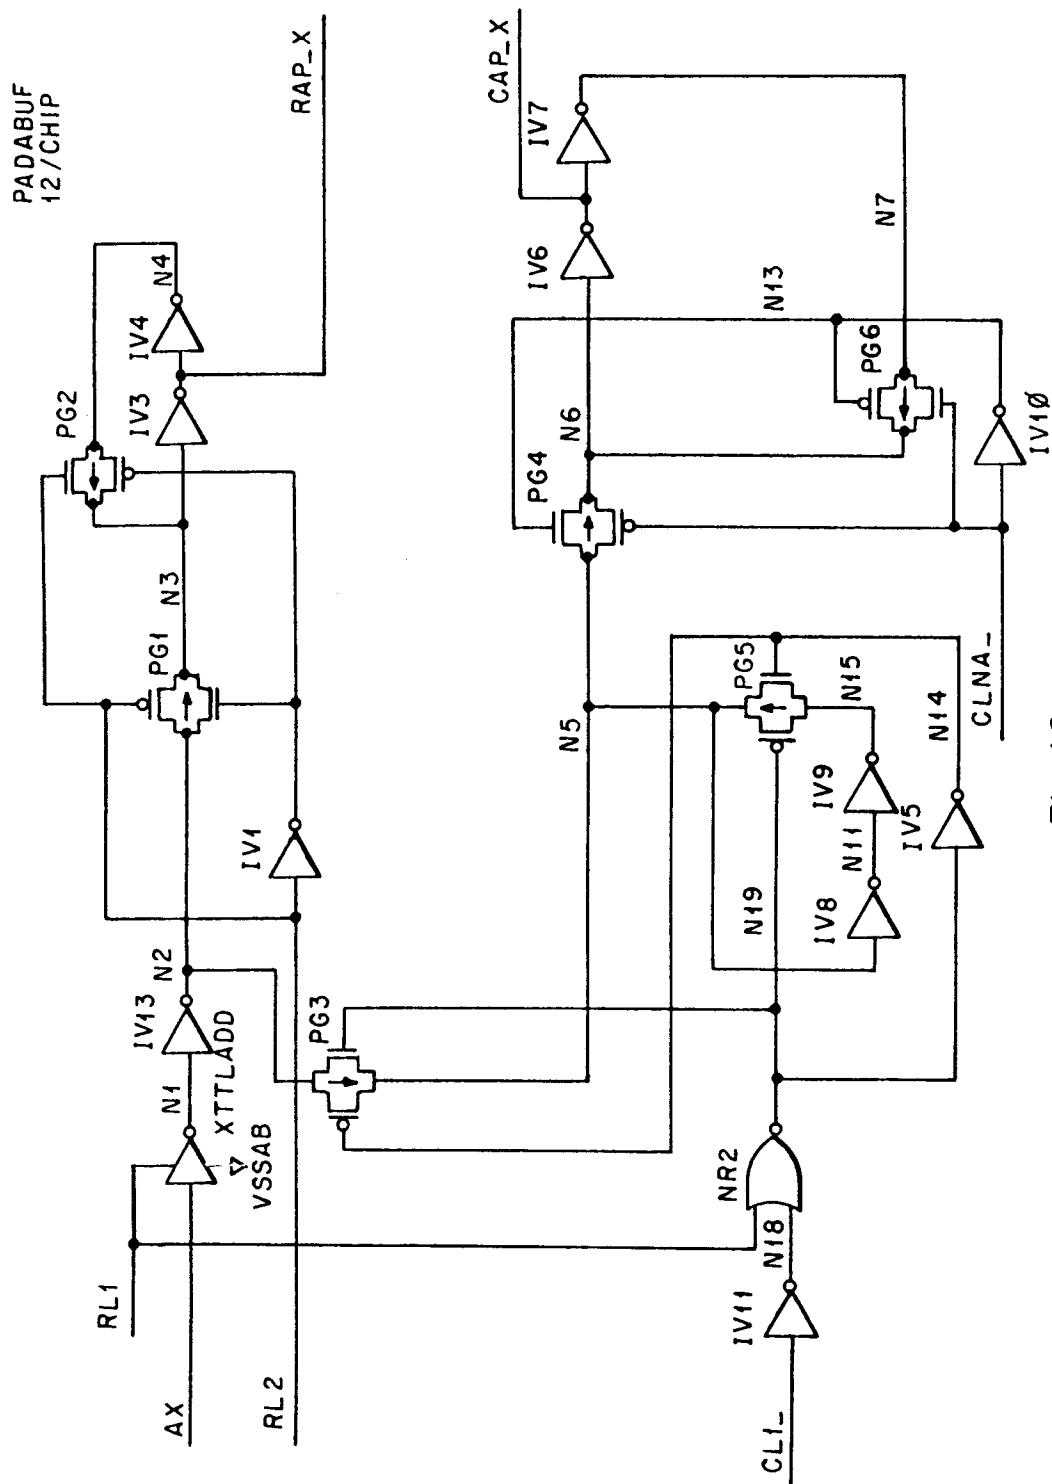 PADABUF
12/CHIP
RAP_X
CAP_X
IV7
N4
IV4
IV3
PG2
IV6
N7
N13
PG6
IV1Ø
N6
PG4
N3
PG1
PG5
N15
N14
CLNA_
N5
IV9
IV5
N11
IV8
N19
IV1
N2
IV13
XTTLADD
N1
VSSAB
PG3
NR2
N18
IV11
RL1
AX
RL2
CL1_